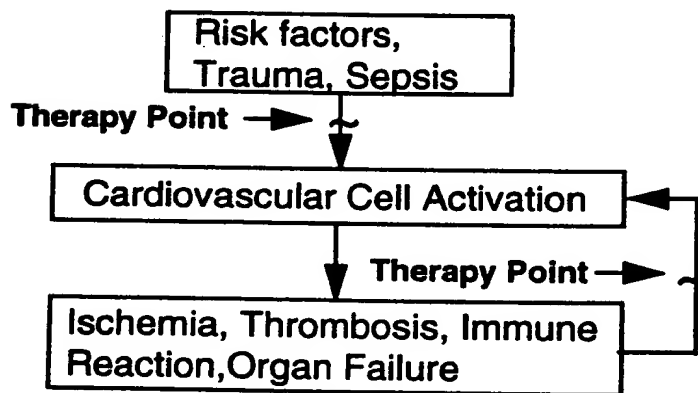 Risk factors,
Trauma, Sepsis
Therapy Point
Cardiovascular Cell Activation
Therapy Point
Ischemia, Thrombosis, Immune
Reaction,Organ Failure